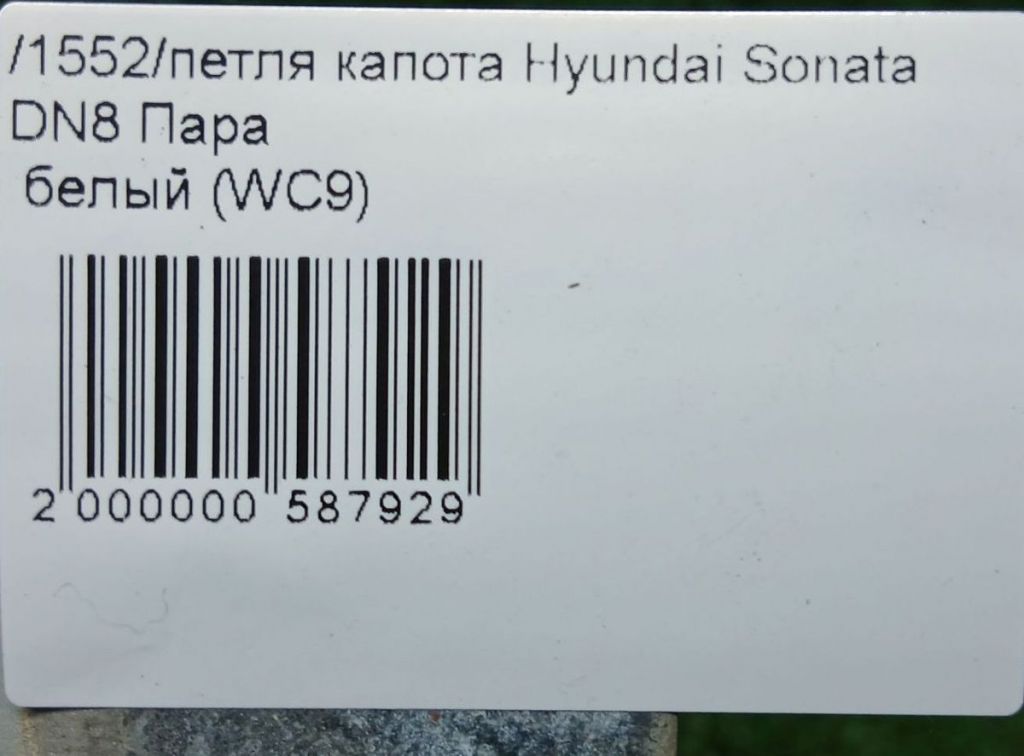 /1552/петля капота Hyundai Sonata
DN8 Пара
белый (WC9)
2 000000 587929